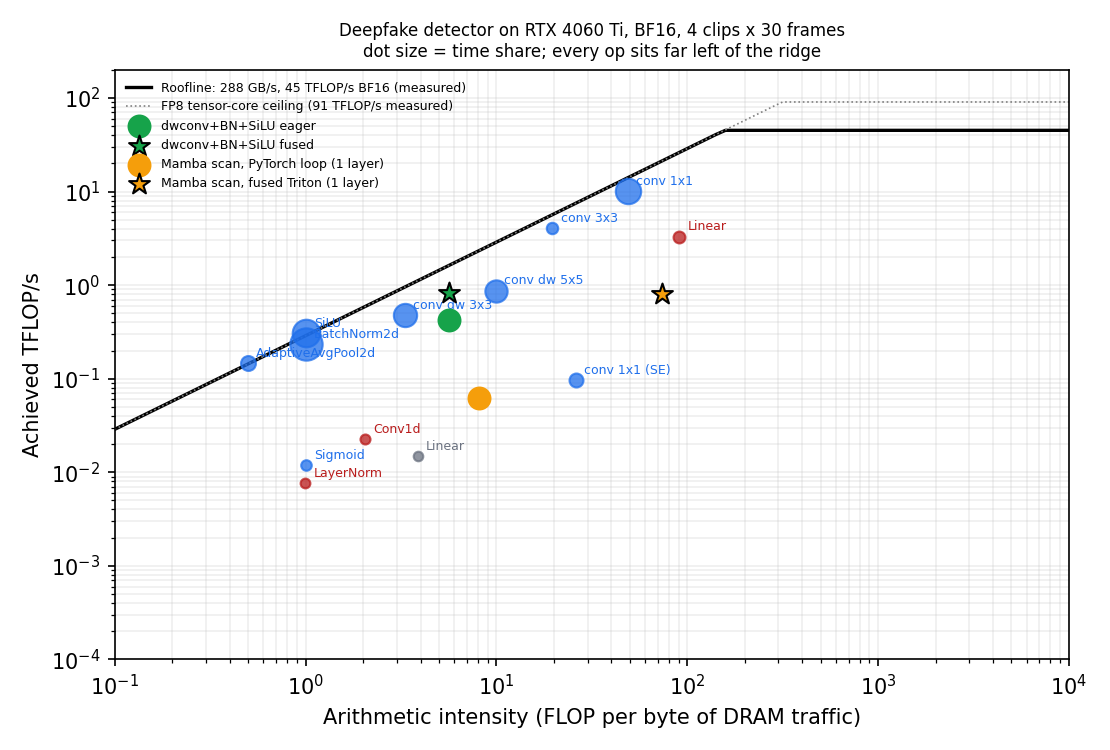 Deepfake detector on RTX 4060 Ti, BF16, 4 clips x 30 frames
dot size = time share; every op sits far left of the ridge
Roofline: 288 GB/s, 45 TFLOP/s BF16 (measured)
FP8 tensor-core ceiling (91 TFLOP/s measured)
dwconv+BN+SiLU eager
dwconv+BN+SiLU fused
Mamba scan, PyTorch loop (1 layer)
Mamba scan, fused Triton (1 layer)
10²
10¹
10⁰
10⁻¹
10⁻²
10⁻³
10⁻⁴
Achieved TFLOP/s
conv 1x1
conv 3x3
Linear
conv dw 5x5
conv dw 3x3
SiLU
BatchNorm2d
AdaptiveAvgPool2d
conv 1x1 (SE)
Conv1d
Linear
Sigmoid
LayerNorm
10⁻¹ 10⁰ 10¹ 10² 10³ 10⁴
Arithmetic intensity (FLOP per byte of DRAM traffic)